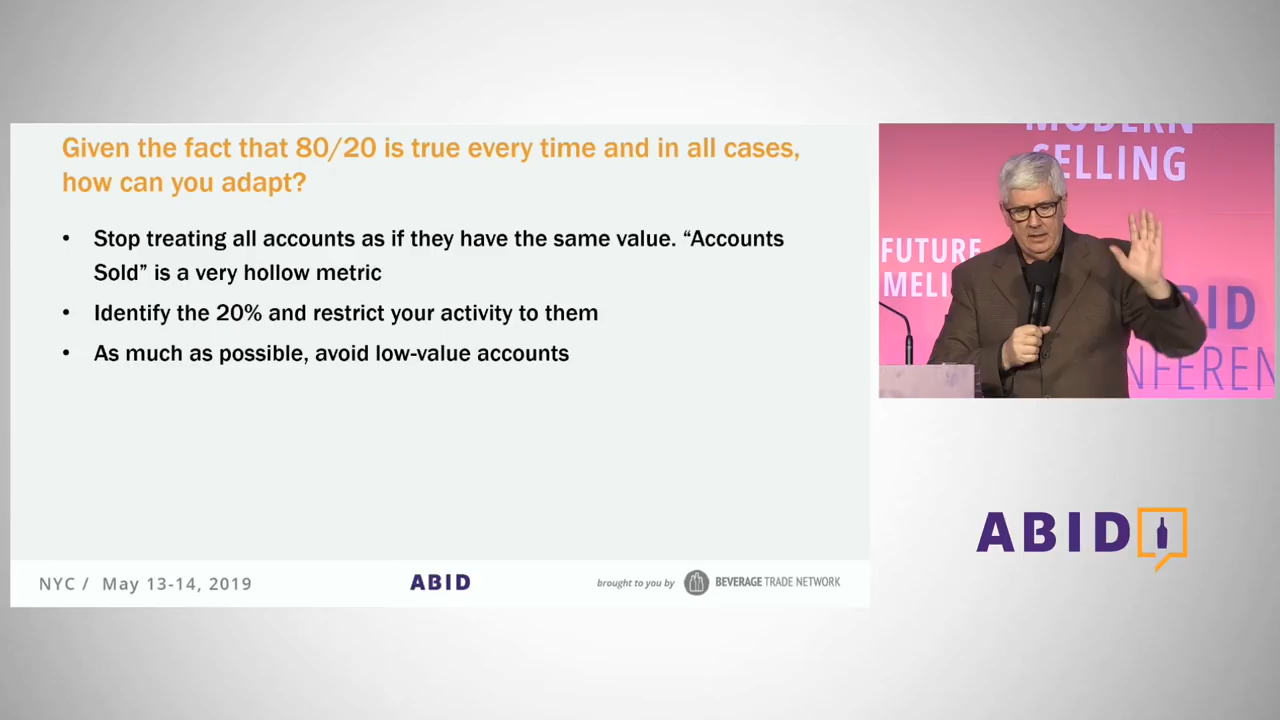 Given the fact that 80/20 is true every time and in all cases,
how can you adapt?
• Stop treating all accounts as if they have the same value. “Accounts
Sold” is a very hollow metric
• Identify the 20% and restrict your activity to them
• As much as possible, avoid low-value accounts
NYC / May 13-14, 2019
ABID
brought to you by
BEVERAGE TRADE NETWORK
MODERN
SELLING
FUTURE
ABID